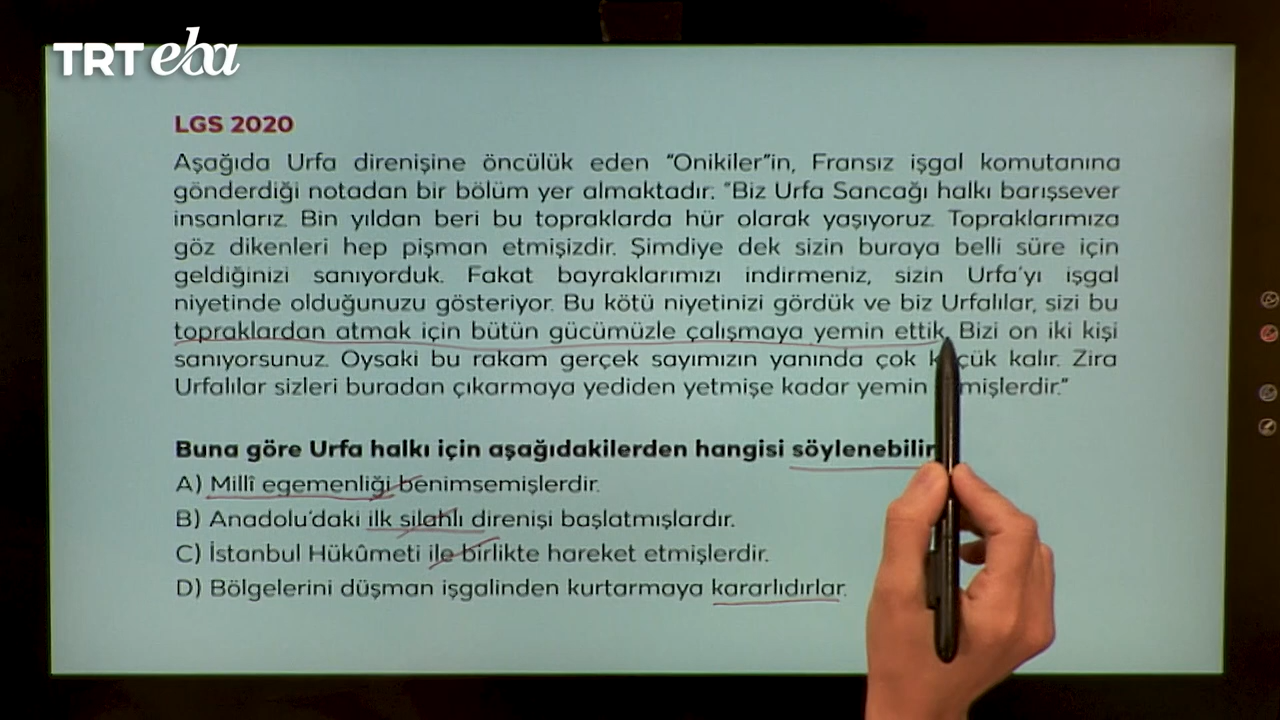 TRT eba
LGS 2020
Aşağıda Urfa direnişine öncülük eden "Onikiler"in, Fransız işgal komutanına
gönderdiği notadan bir bölüm yer almaktadır: "Biz Urfa Sancağı halkı barışsever
insanlarız. Bin yıldan beri bu topraklarda hür olarak yaşıyoruz. Topraklarımıza
göz dikenleri hep pişman etmişizdir. Şimdiye dek sizin buraya belli süre için
geldiğinizi sanıyorduk. Fakat bayraklarımızı indirmeniz, sizin Urfa'yı işgal
niyetinde olduğunuzu gösteriyor. Bu kötü niyetinizi gördük ve biz Urfalılar, sizi bu
topraklardan atmak için bütün gücümüzle çalışmaya yemin ettik. Bizi on iki kişi
sanıyorsunuz. Oysaki bu rakam gerçek sayımızın yanında çok kalır. Zira
Urfalılar sizleri buradan çıkarmaya yediden yetmişe kadar yemin mişlerdir."
Buna göre Urfa halkı için aşağıdakilerden hangisi söylenebilir
A) Millî egemenliği benimsemişlerdir.
B) Anadolu'daki ilk silahlı direnişi başlatmışlardır.
C) İstanbul Hükûmeti ile birlikte hareket etmişlerdir.
D) Bölgelerini düşman işgalinden kurtarmaya kararlıdırlar.